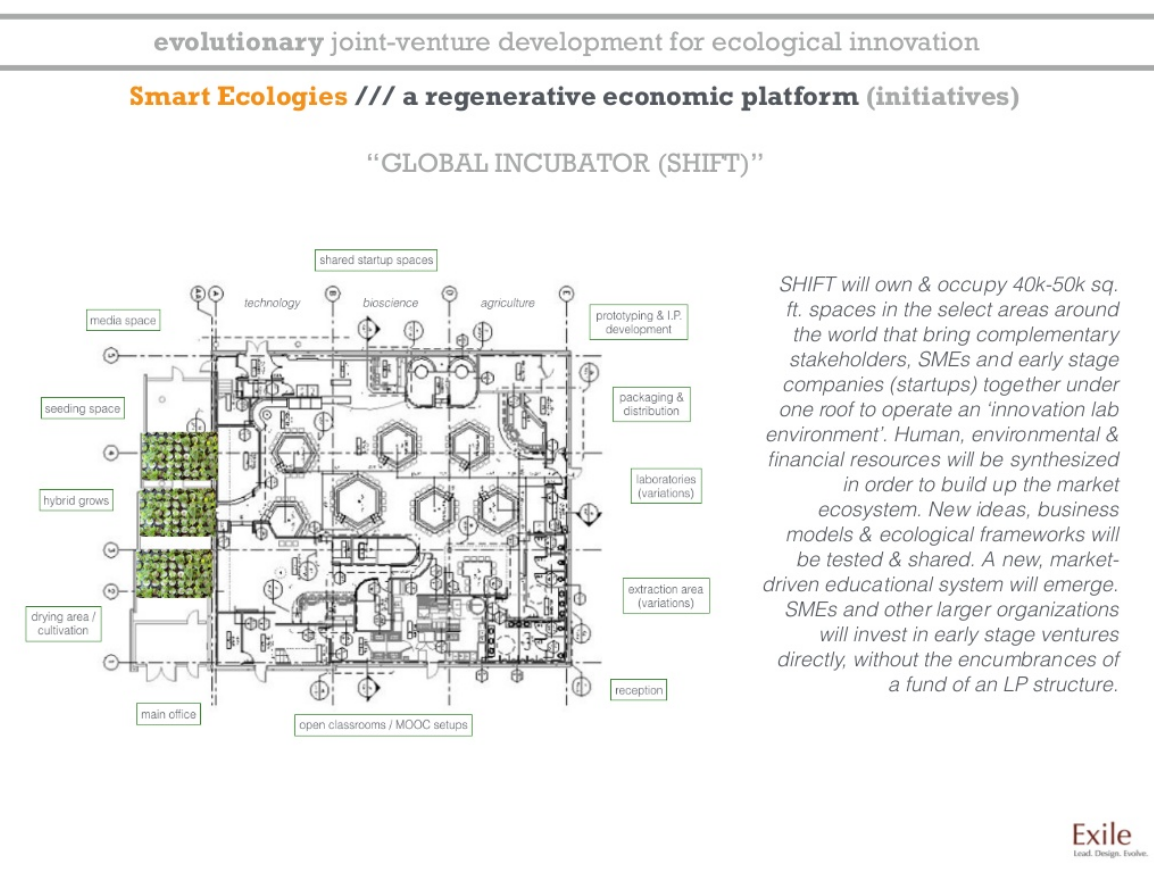 evolutionary joint-venture development for ecological innovation
Smart Ecologies /// a regenerative economic platform (initiatives)
“GLOBAL INCUBATOR (SHIFT)”
shared startup spaces
technology
bioscience
agriculture
media space
prototyping & I.P.
development
seeding space
packaging &
distribution
hybrid grows
laboratories
(variations)
extraction area
(variations)
drying area /
cultivation
reception
main office
open classrooms / MOOC setups
SHIFT will own & occupy 40k-50k sq.
ft. spaces in the select areas around
the world that bring complementary
stakeholders, SMEs and early stage
companies (startups) together under
one roof to operate an ‘innovation lab
environment’. Human, environmental &
financial resources will be synthesized
in order to build up the market
ecosystem. New ideas, business
models & ecological frameworks will
be tested & shared. A new, market-
driven educational system will emerge.
SMEs and other larger organizations
will invest in early stage ventures
directly, without the encumbrances of
a fund of an LP structure.
Exile
Lead. Design. Evolve.